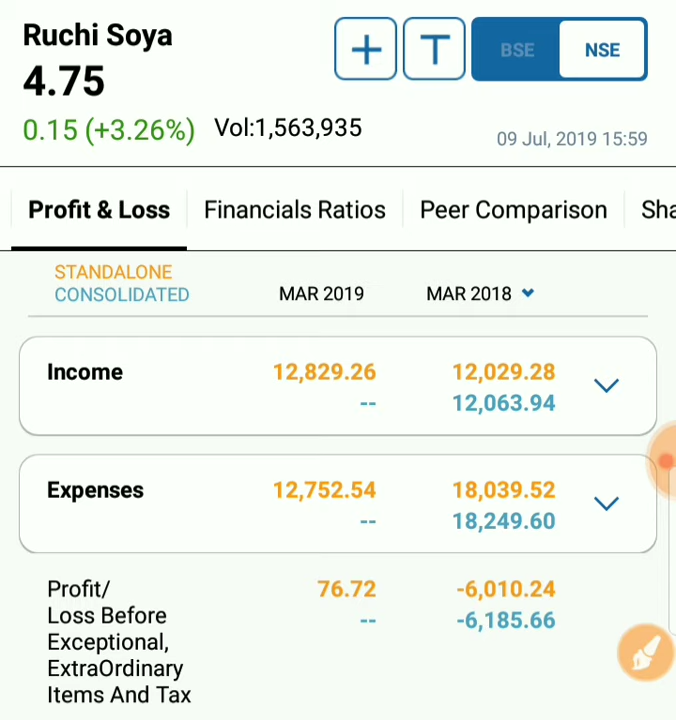 Ruchi Soya
+ T BSE NSE
4.75
0.15 (+3.26%) Vol:1,563,935 09 Jul, 2019 15:59
Profit & Loss Financials Ratios Peer Comparison Sha
STANDALONE
CONSOLIDATED MAR 2019 MAR 2018
Income 12,829.26 12,029.28
-- 12,063.94
Expenses 12,752.54 18,039.52
-- 18,249.60
Profit/ 76.72 -6,010.24
Loss Before -- -6,185.66
Exceptional,
ExtraOrdinary
Items And Tax